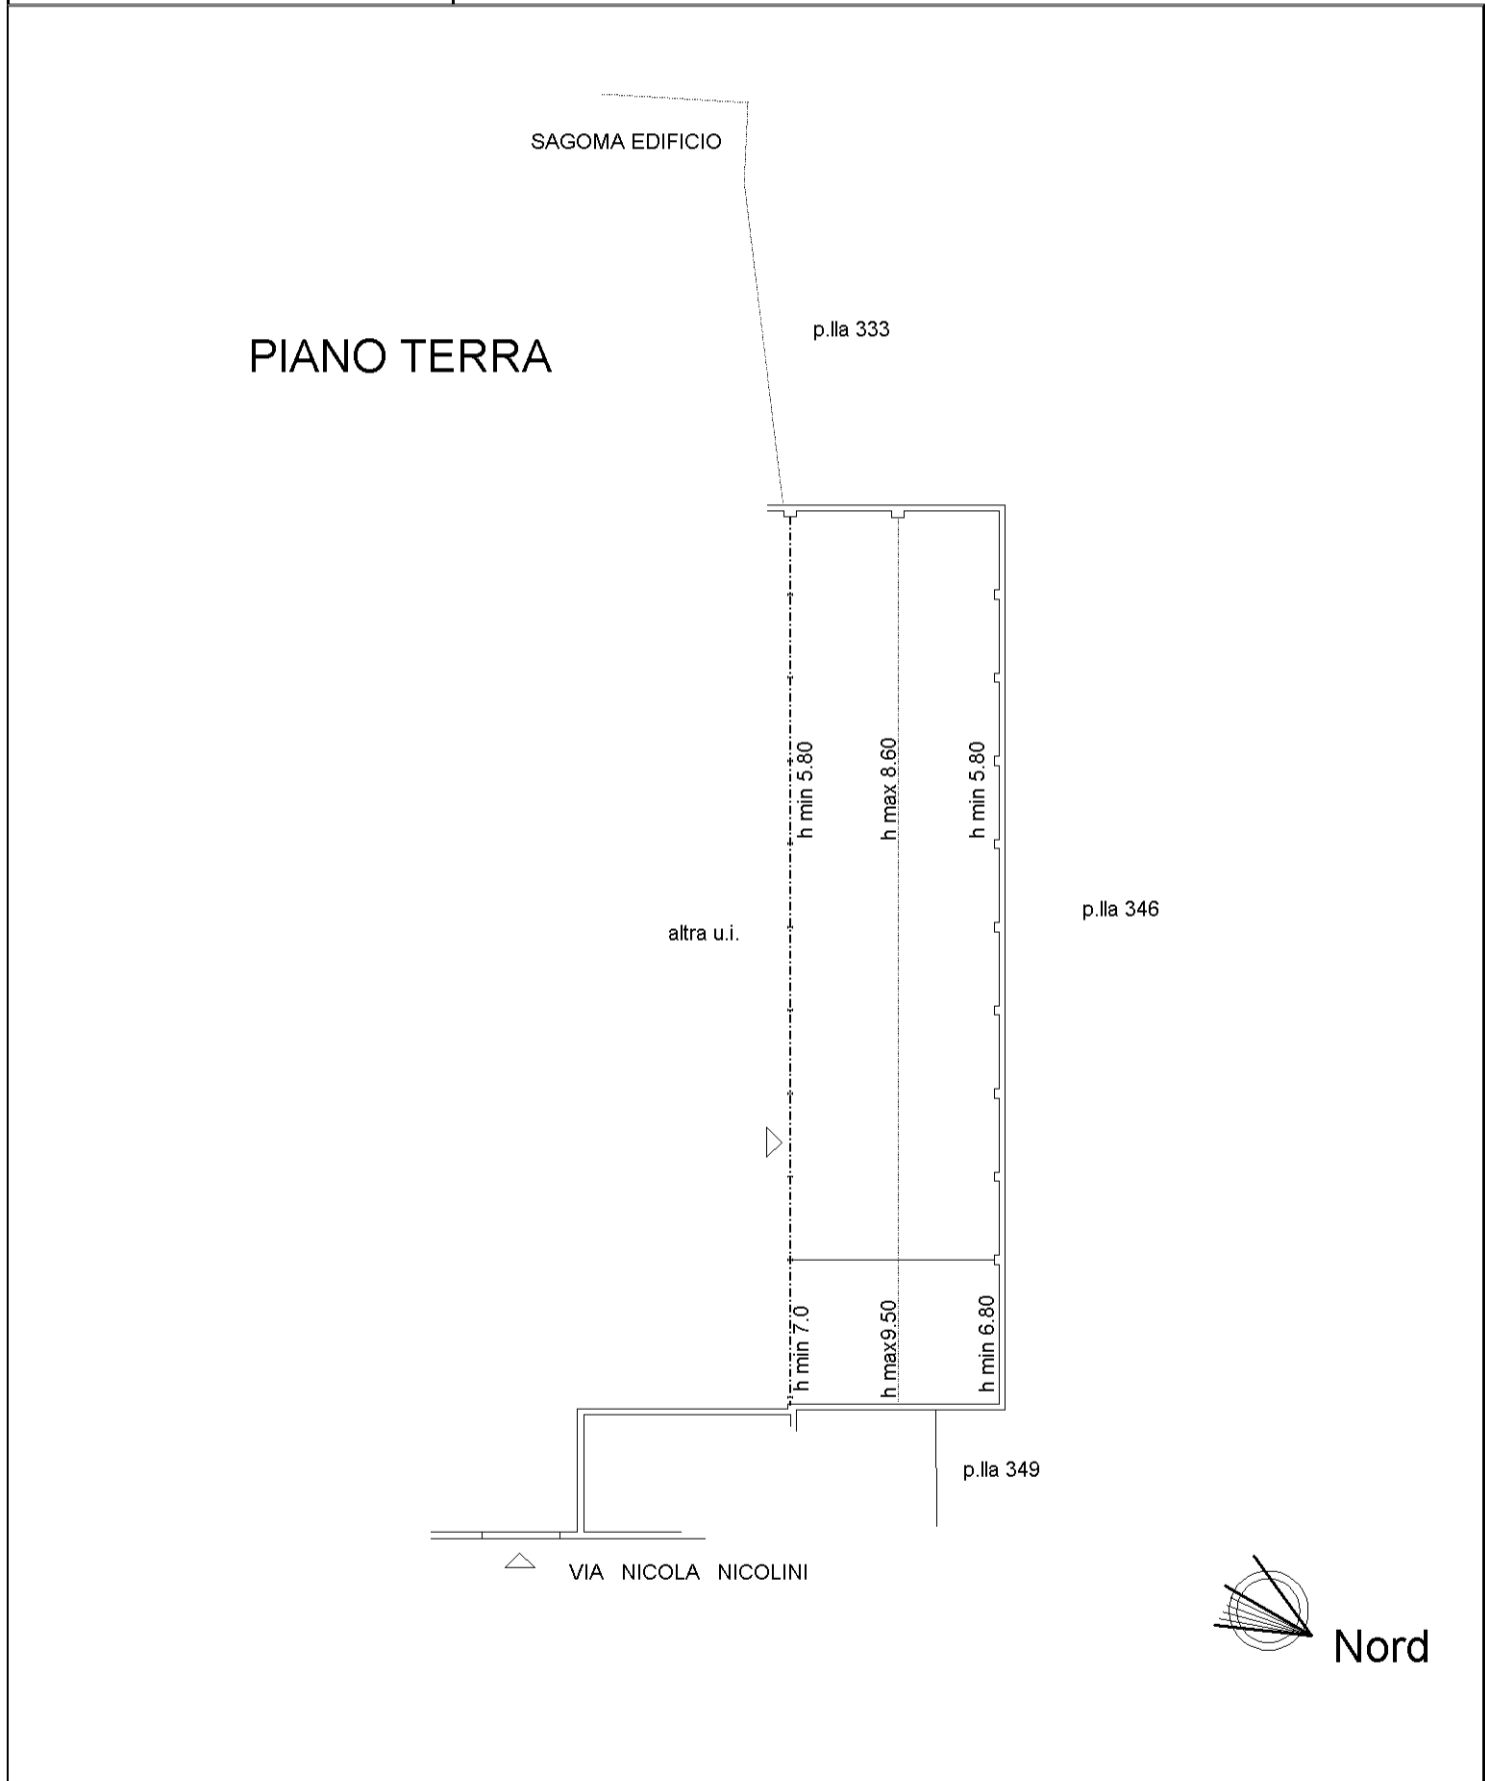 SAGOMA EDIFICIO
p.lla 333
PIANO TERRA
h min 5.80
h max 8.60
h min 5.80
p.lla 346
altra u.i.
h min 7.0
h max9.50
h min 6.80
p.lla 349
VIA NICOLA NICOLINI
Nord